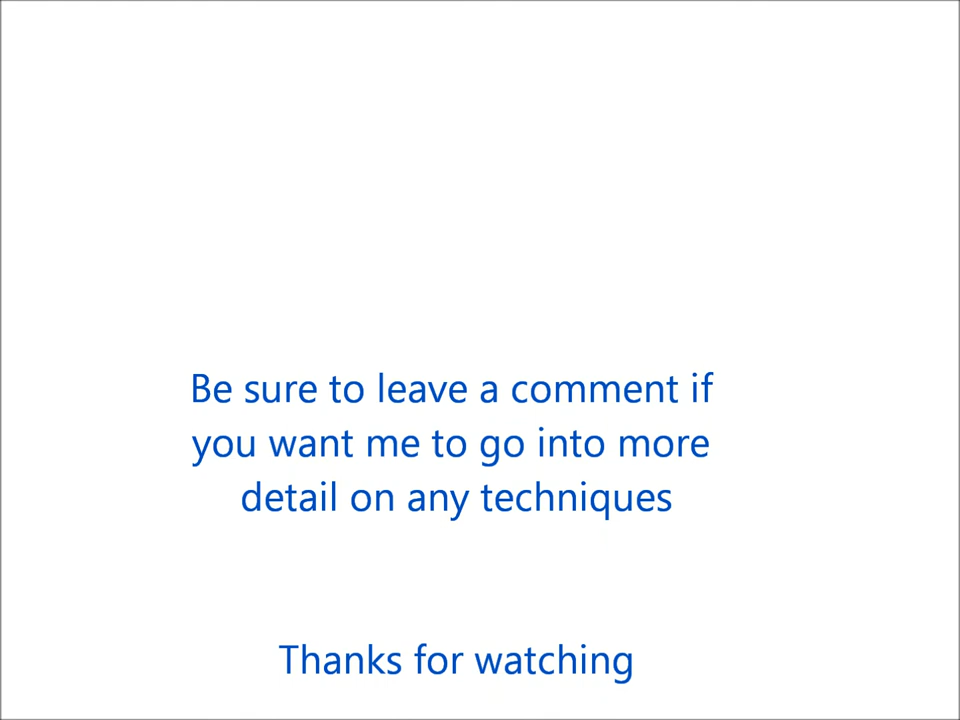 Be sure to leave a comment if
you want me to go into more
detail on any techniques
Thanks for watching